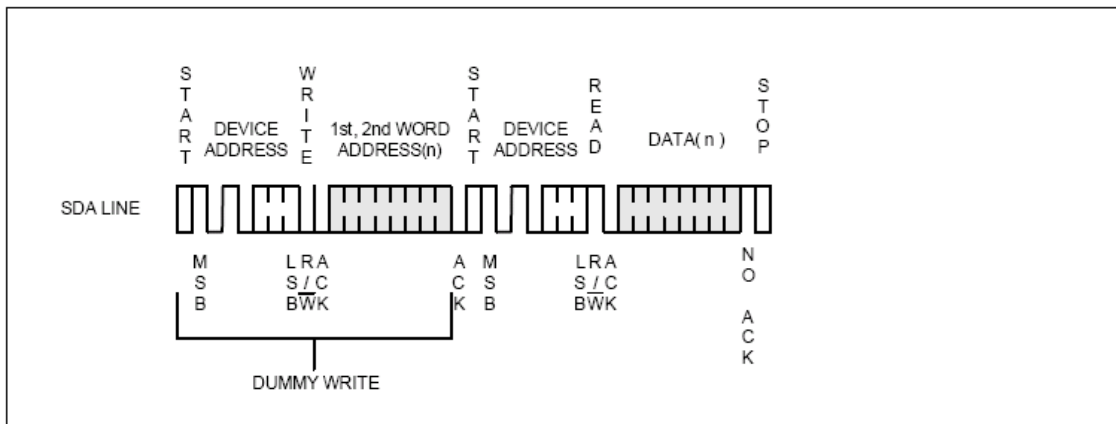 START
DEVICE
ADDRESS
WRITE
1st, 2nd WORD
ADDRESS(n)
START
DEVICE
ADDRESS
READ
DATA( n )
STOP
SDA LINE
MSB
LSB
R/W
ACK
ACK
MSB
LSB
R/W
ACK
NO ACK
DUMMY WRITE